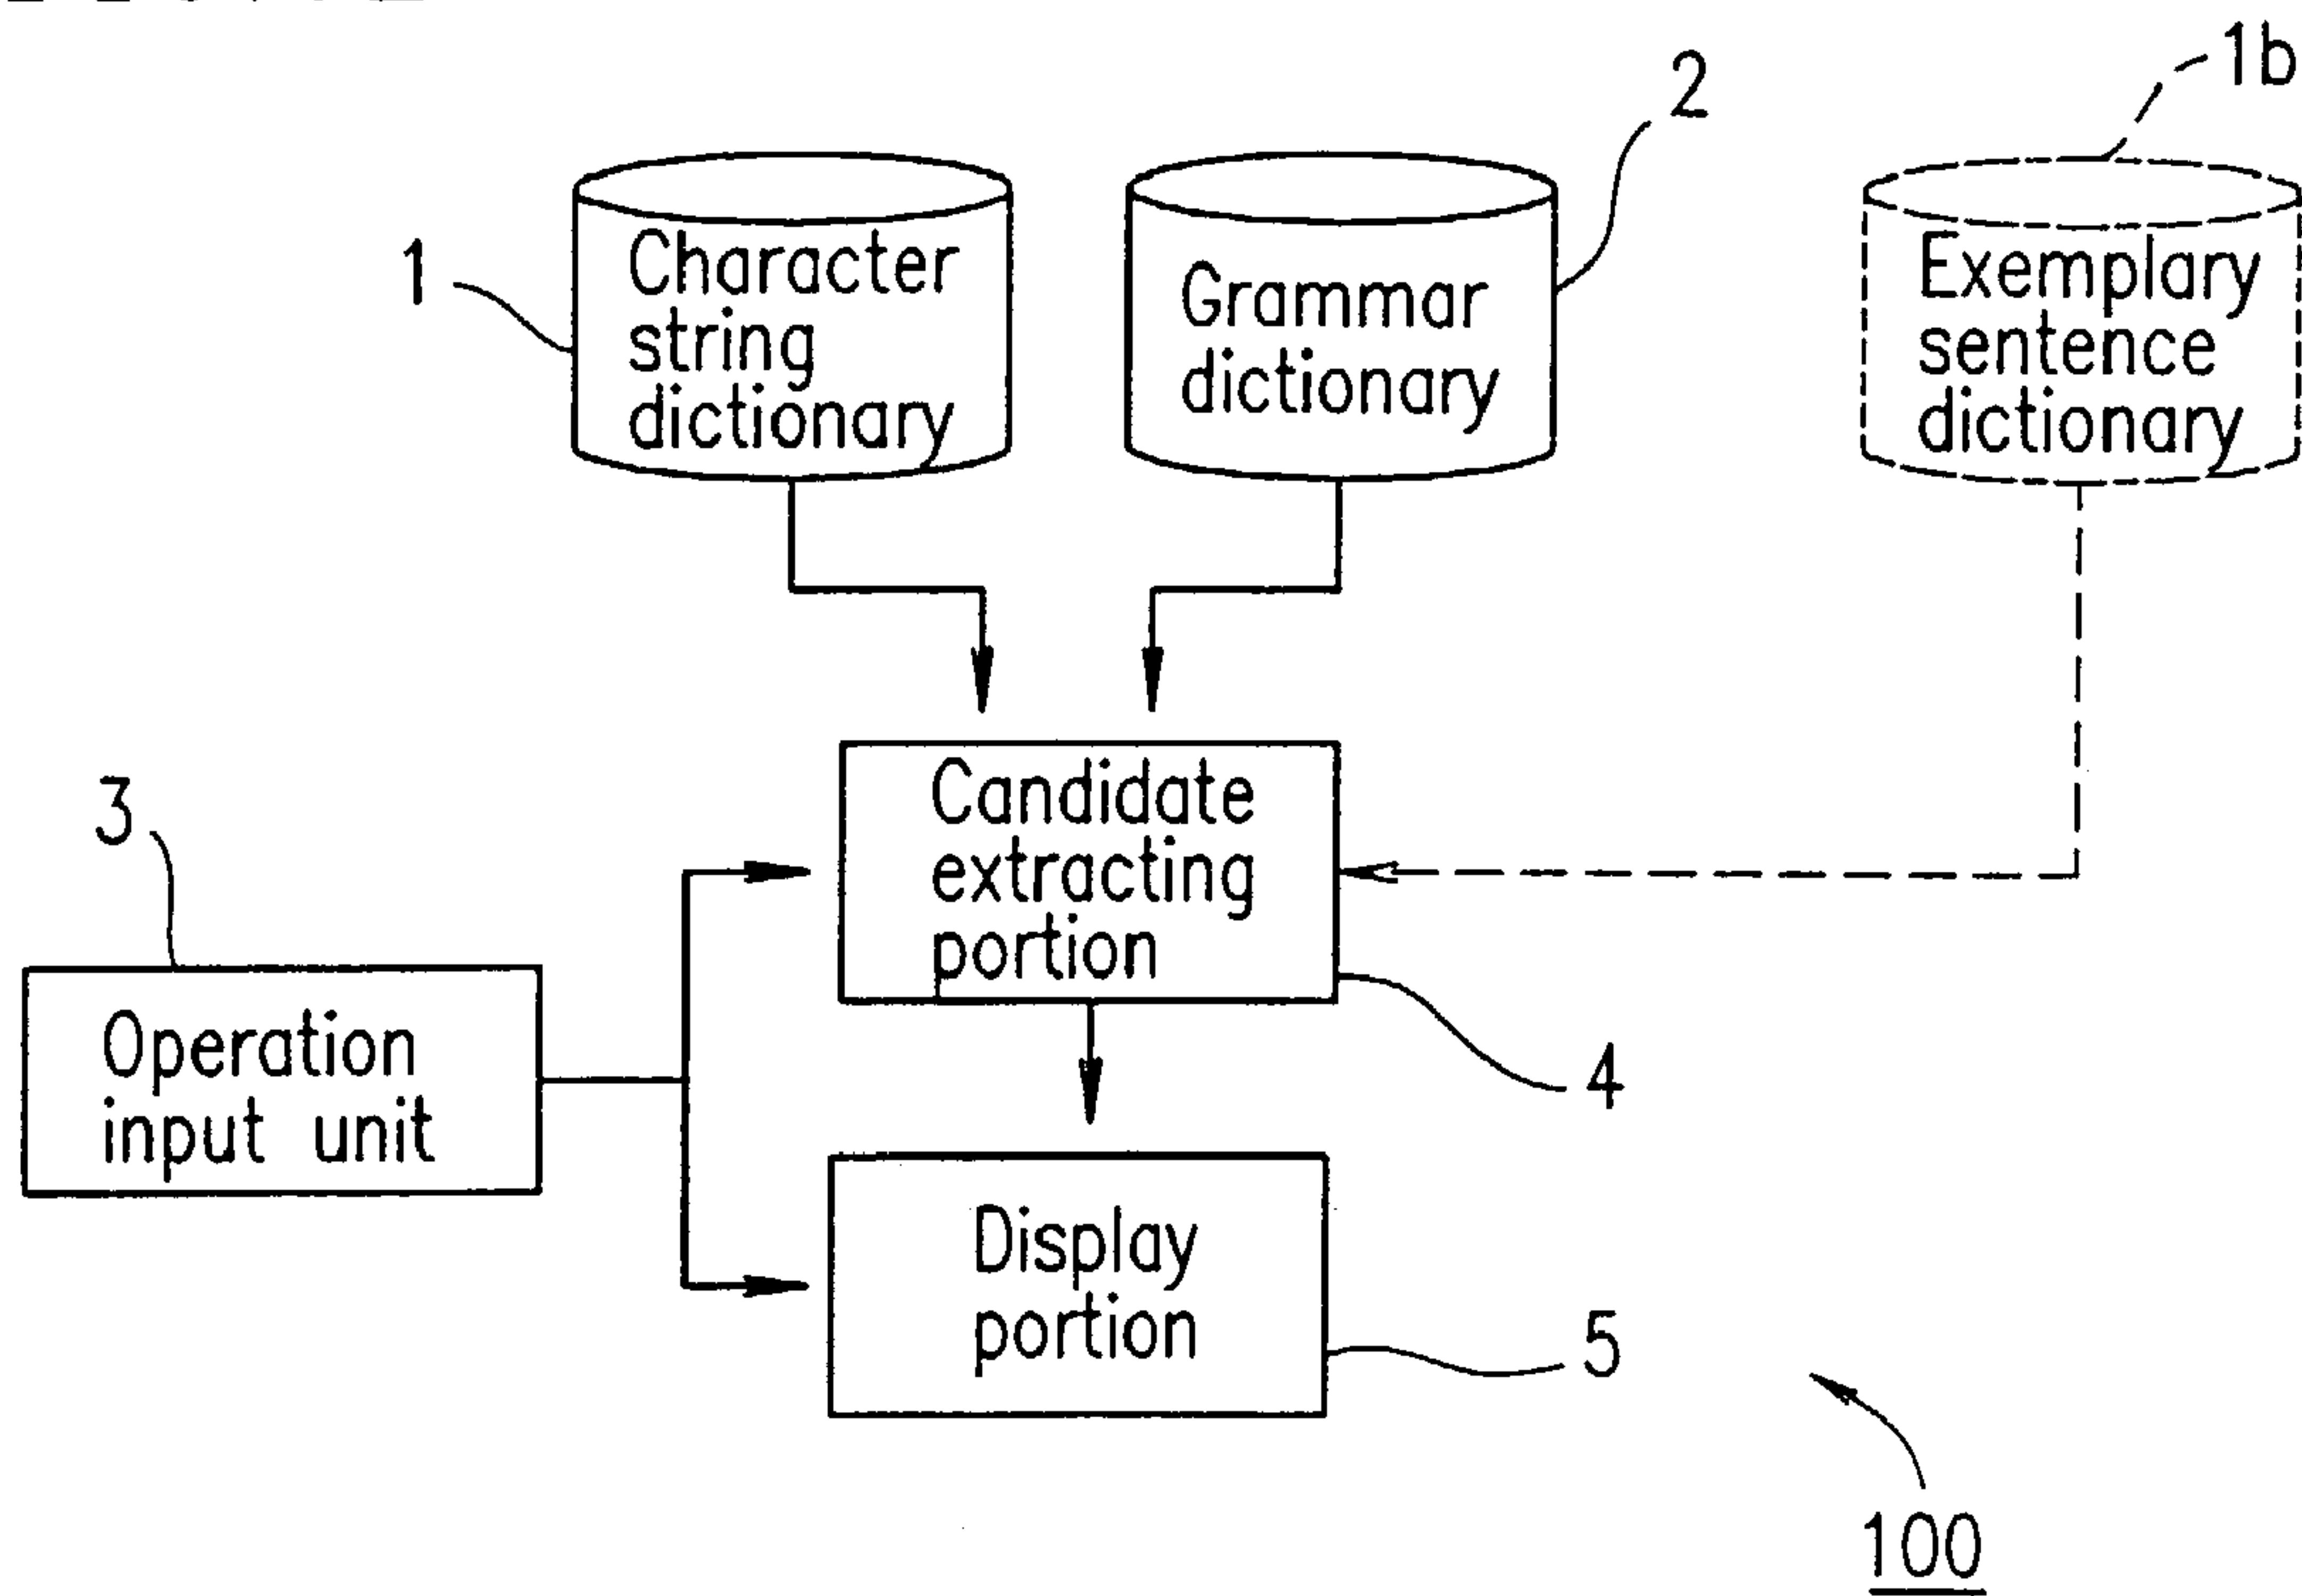 1b
2
1
Character
string
dictionary
Grammar
dictionary
Exemplary
sentence
dictionary
3
Candidate
extracting
portion
Operation
input unit
4
Display
portion
5
100